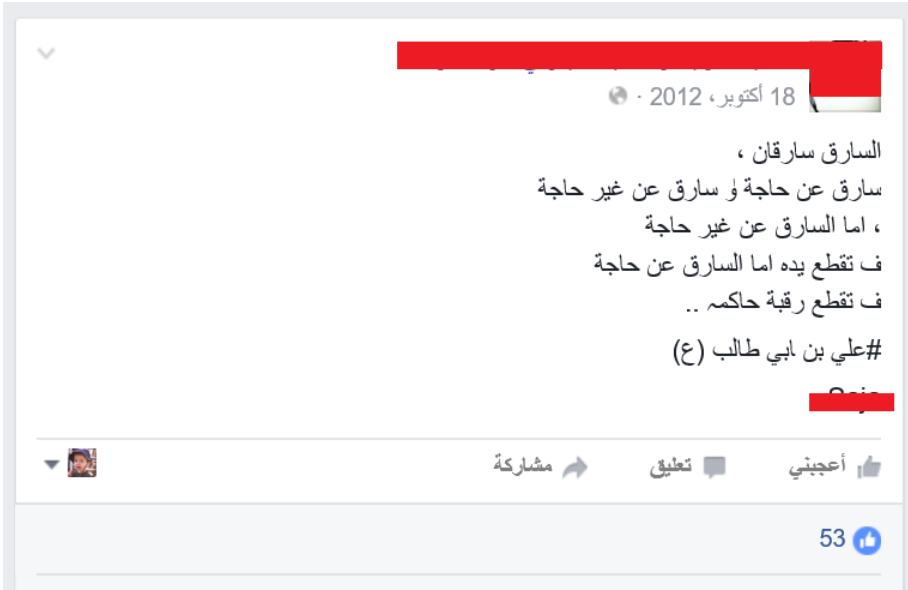 18 أكتوبر، 2012 ·
السارق سارقان ،
سارق عن حاجة و سارق عن غير حاجة
، اما السارق عن غير حاجة
ف تقطع يده اما السارق عن حاجة
ف تقطع رقبة حاكمه ..
#علي بن ابي طالب (ع)
أعجبني تعليق مشاركة
53